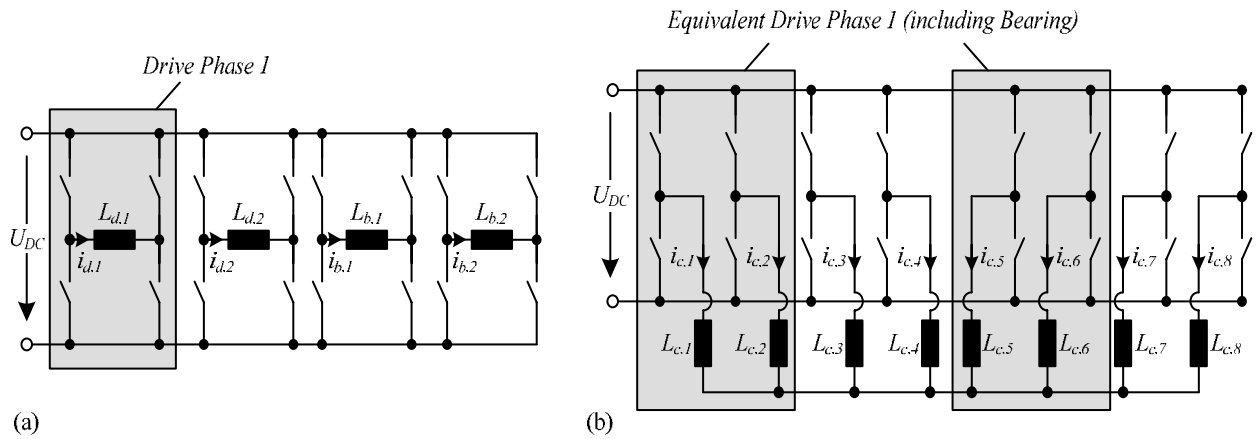 Drive Phase 1
U_DC
L_d.1
i_d.1
L_d.2
i_d.2
L_b.1
i_b.1
L_b.2
i_b.2
(a)
Equivalent Drive Phase 1 (including Bearing)
U_DC
i_c.1
i_c.2
i_c.3
i_c.4
i_c.5
i_c.6
i_c.7
i_c.8
L_c.1
L_c.2
L_c.3
L_c.4
L_c.5
L_c.6
L_c.7
L_c.8
(b)